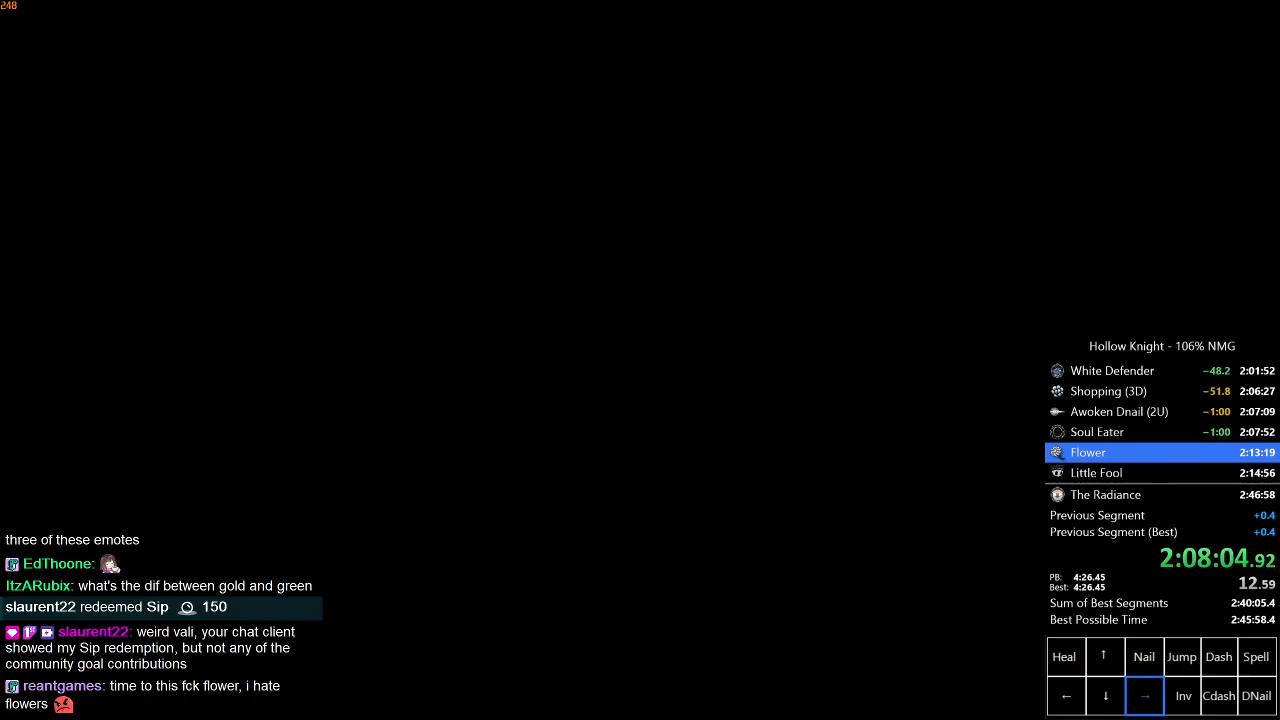 248
three of these emotes
EdThoone:
ItzARubix: what's the dif between gold and green
slaurent22 redeemed Sip 150
slaurent22: weird vali, your chat client
showed my Sip redemption, but not any of the
community goal contributions
reantgames: time to this fck flower, i hate
flowers
Hollow Knight - 106% NMG
White Defender −48.2 2:01:52
Shopping (3D) −51.8 2:06:27
Awoken Dnail (2U) −1:00 2:07:09
Soul Eater −1:00 2:07:52
Flower 2:13:19
Little Fool 2:14:56
The Radiance 2:46:58
Previous Segment +0.4
Previous Segment (Best) +0.4
2:08:04.92
PB: 4:26.45
Best: 4:26.45
12.59
Sum of Best Segments 2:40:05.4
Best Possible Time 2:45:58.4
Heal ↑ Nail Jump Dash Spell
← ↓ → Inv Cdash DNail